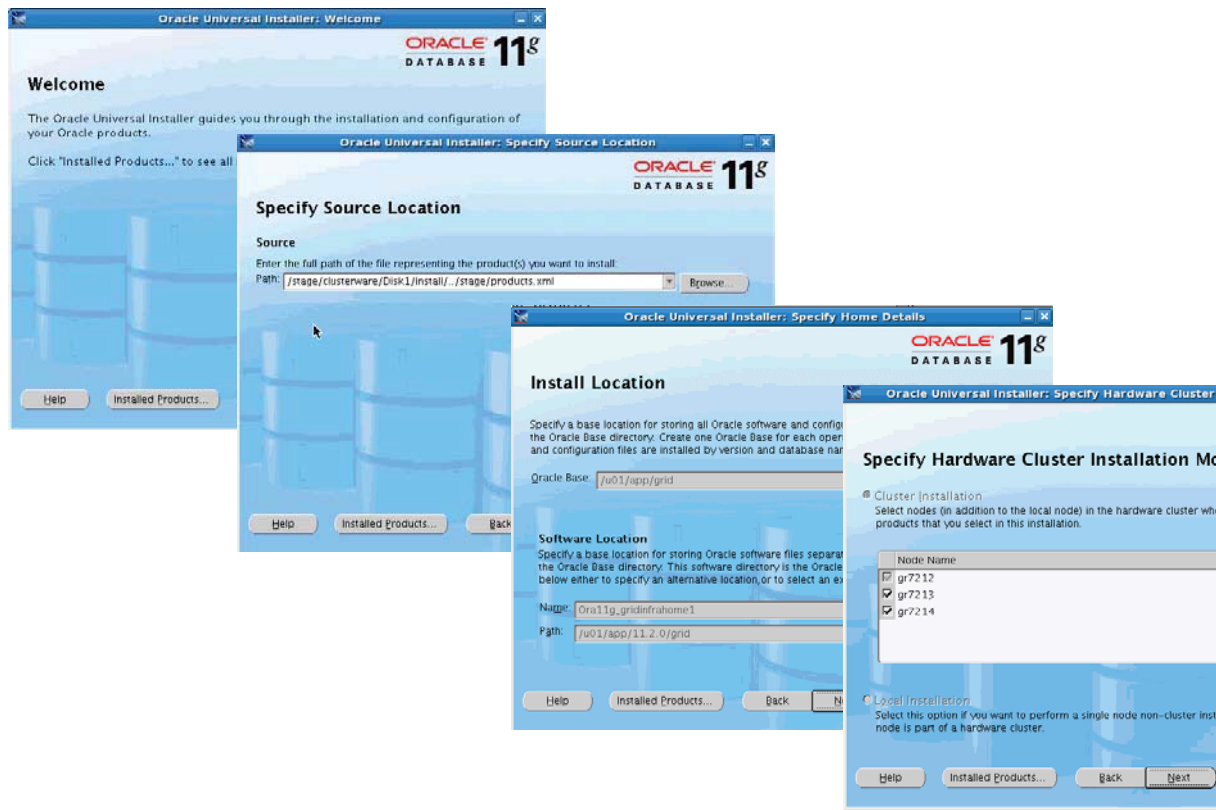 Oracle Universal Installer: Welcome
ORACLE
DATABASE 11g
Welcome
The Oracle Universal Installer guides you through the installation and configuration of
your Oracle products.
Click "Installed Products..." to see all
Help
Installed Products...
Oracle Universal Installer: Specify Source Location
ORACLE
DATABASE 11g
Specify Source Location
Source
Enter the full path of the file representing the product(s) you want to install:
Path: /stage/clusterware/Disk1/install/../stage/products.xml
Browse...
Help
Installed Products...
Back
Oracle Universal Installer: Specify Home Details
ORACLE
DATABASE 11g
Install Location
Specify a base location for storing all Oracle software and
the Oracle Base directory. Create one Oracle Base for each
and configuration files are installed by version and database
Oracle Base: /u01/app/grid
Software Location
Specify a base location for storing Oracle software files
the Oracle Base directory. This software directory is the Oracle
below either to specify an alternative location,or to select an
Name: Ora11g_gridinfrahome1
Path: /u01/app/11.2.0/grid
Help
Installed Products...
Back
Oracle Universal Installer: Specify Hardware Cluster
Specify Hardware Cluster Installation
Cluster Installation
Select nodes (in addition to the local node) in the hardware cluster
products that you select in this installation.
Node Name
gr7212
gr7213
gr7214
Local Installation
Select this option if you want to perform a single node non-cluster
node is part of a hardware cluster.
Help
Installed Products...
Back
Next